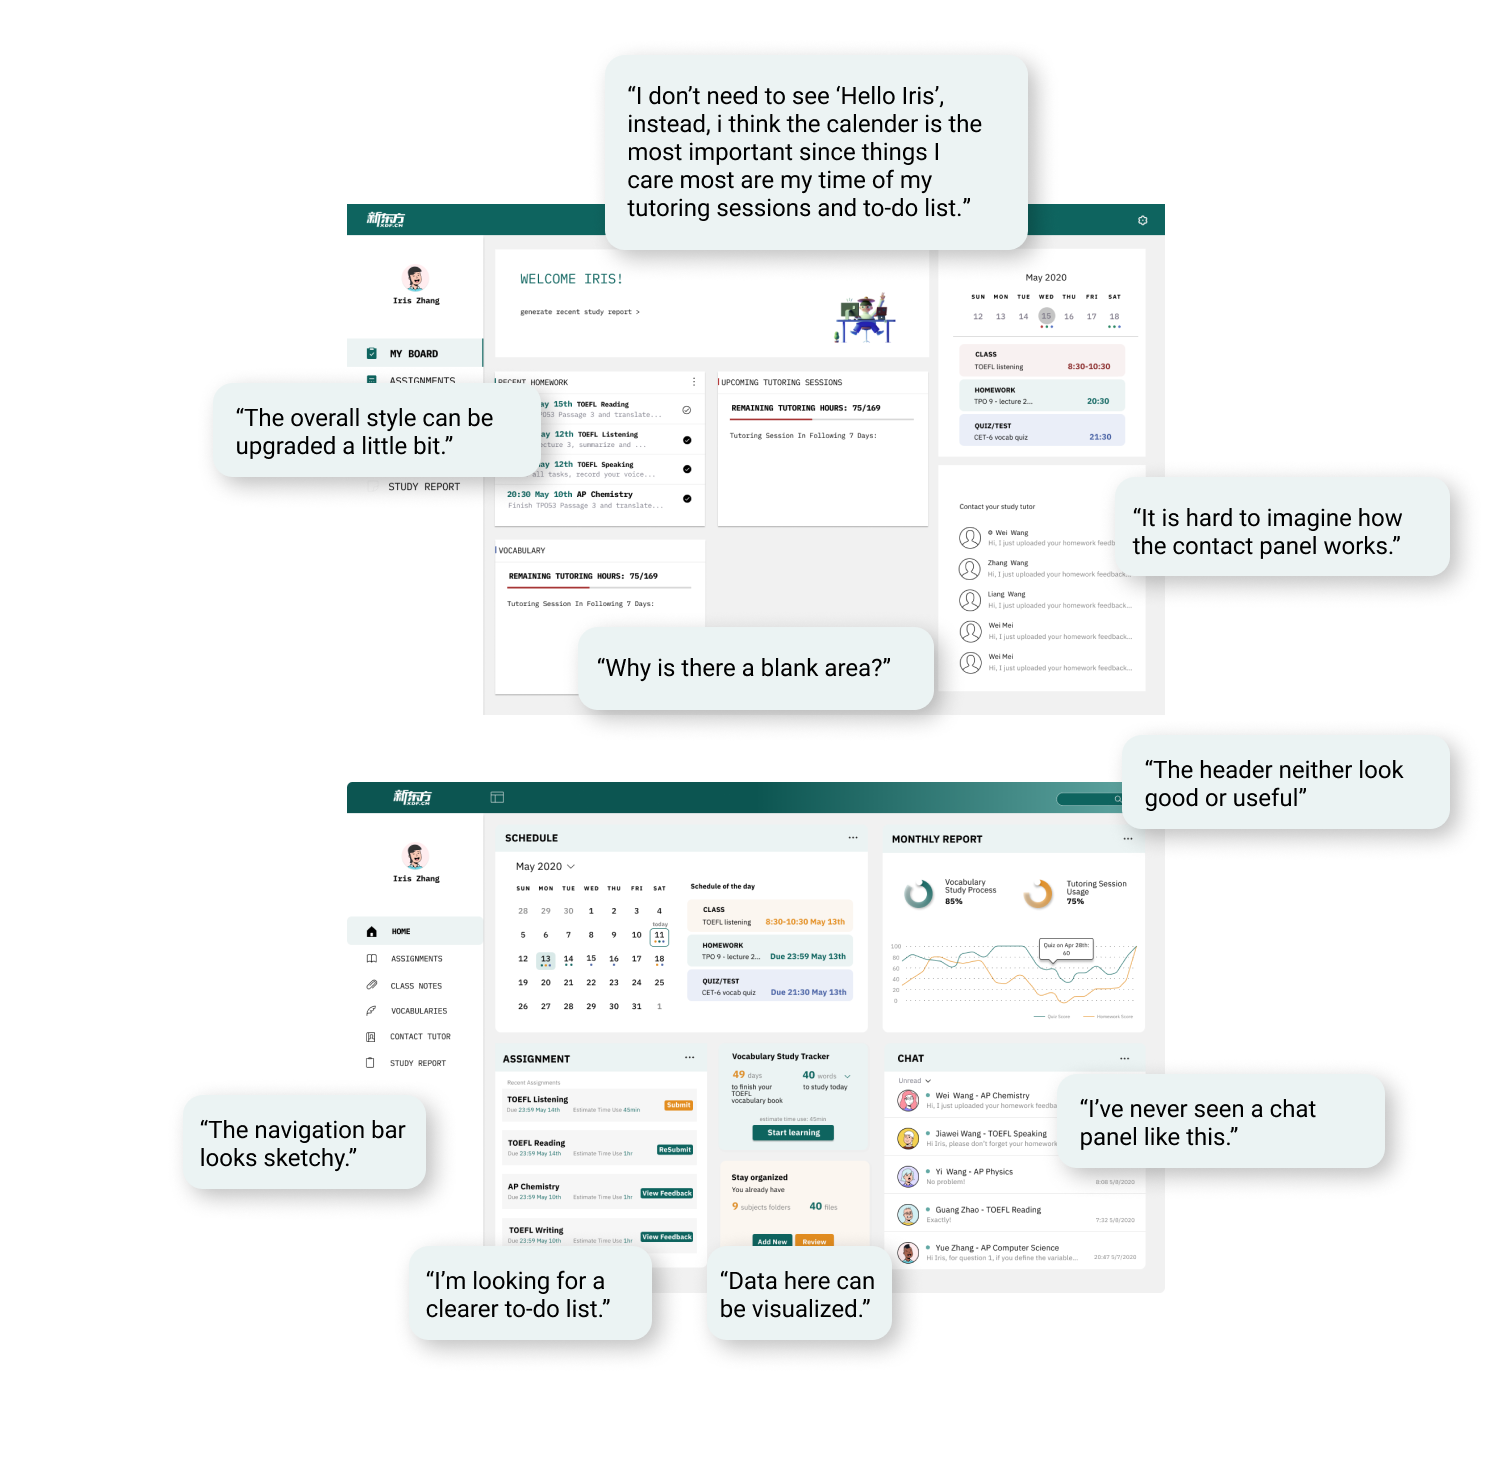 “I don’t need to see ‘Hello Iris’,
instead, i think the calender is the
most important since things I
care most are my time of my
tutoring sessions and to-do list.”
新东方
XDF.CN
Iris Zhang
MY BOARD
ASSIGNMENTS
STUDY REPORT
WELCOME IRIS!
generate recent study report >
May 2020
SUN MON TUE WED THU FRI SAT
12 13 14 15 16 17 18
CLASS
TOEFL listening 8:30-10:30
HOMEWORK
TPO 9 - lecture 2... 20:30
QUIZ/TEST
CET-6 vocab quiz 21:30
“The overall style can be
upgraded a little bit.”
RECENT HOMEWORK
15th TOEFL Reading
Passage 3 and translate...
12th TOEFL Listening
3, summarize and ...
12th TOEFL Speaking
all tasks, record your voice...
20:30 May 10th AP Chemistry
Finish TPO53 Passage 3 and translate...
UPCOMING TUTORING SESSIONS
REMAINING TUTORING HOURS: 75/169
Tutoring Session In Following 7 Days:
VOCABULARY
REMAINING TUTORING HOURS: 75/169
Tutoring Session In Following 7 Days:
Contact your study tutor
Wei Wang
Hi, I just uploaded your homework
Zhang Wang
Hi, I just uploaded your homework feedback...
Liang Wang
Hi, I just uploaded your homework feedback...
Wei Mei
Hi, I just uploaded your homework feedback...
Wei Mei
Hi, I just uploaded your homework feedback...
“It is hard to imagine how
the contact panel works.”
“Why is there a blank area?”
“The header neither look
good or useful”
新东方
XDF.CN
Iris Zhang
HOME
ASSIGNMENTS
CLASS NOTES
VOCABULARIES
CONTACT TUTOR
STUDY REPORT
SCHEDULE
May 2020
SUN MON TUE WED THU FRI SAT
28 29 30 1 2 3 4
today
5 6 7 8 9 10 11
12 13 14 15 16 17 18
19 20 21 22 23 24 25
26 27 28 29 30 31 1
Schedule of the day
CLASS
TOEFL listening 8:30-10:30 May 13th
HOMEWORK
TPO 9 - lecture 2... Due 23:59 May 13th
QUIZ/TEST
CET-6 vocab quiz Due 21:30 May 13th
MONTHLY REPORT
Vocabulary
Study Process
85%
Tutoring Session
Usage
75%
Quiz on Apr 28th:
60
100
80
60
40
20
0
Quiz Score Homework Score
ASSIGNMENT
Recent Assignments
TOEFL Listening
Due 23:59 May 14th Estimate Time Use 45min Submit
TOEFL Reading
Due 23:59 May 14th Estimate Time Use 1hr ReSubmit
AP Chemistry
Due 23:59 May 10th Estimate Time Use 1hr View Feedback
TOEFL Writing
Due 23:59 May 10th Estimate Time Use 1hr View Feedback
Vocabulary Study Tracker
49 days 40 words
to finish your to study today
TOEFL
vocabulary book
estimate time use: 45min
Start learning
Stay organized
You already have
9 subjects folders 40 files
Add New Review
CHAT
Unread
Wei Wang - AP Chemistry
Hi, I just uploaded your homework
Jiawei Wang - TOEFL Speaking
Hi Iris, please don’t forget your homework
Yi Wang - AP Physics
No problem! 8:08 5/8/2020
Guang Zhao - TOEFL Reading
Exactly! 7:32 5/8/2020
Yue Zhang - AP Computer Science
Hi Iris, for question 1, if you define the variable... 20:47 5/7/2020
“The navigation bar
looks sketchy.”
“I’ve never seen a chat
panel like this.”
“I’m looking for a
clearer to-do list.”
“Data here can
be visualized.”